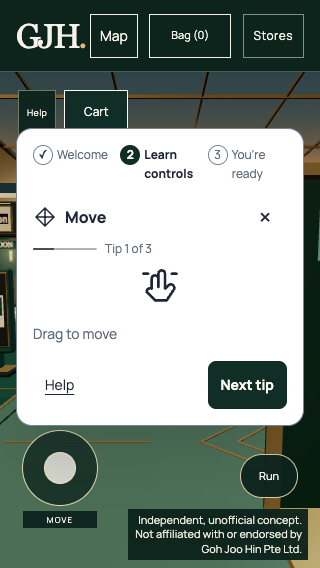 GJH.
Map
Bag (0)
Stores
Help
Cart
✓ Welcome
2 Learn controls
3 You're ready
Move
×
Tip 1 of 3
Drag to move
Help
Next tip
Run
MOVE
Independent, unofficial concept.
Not affiliated with or endorsed by
Goh Joo Hin Pte Ltd.